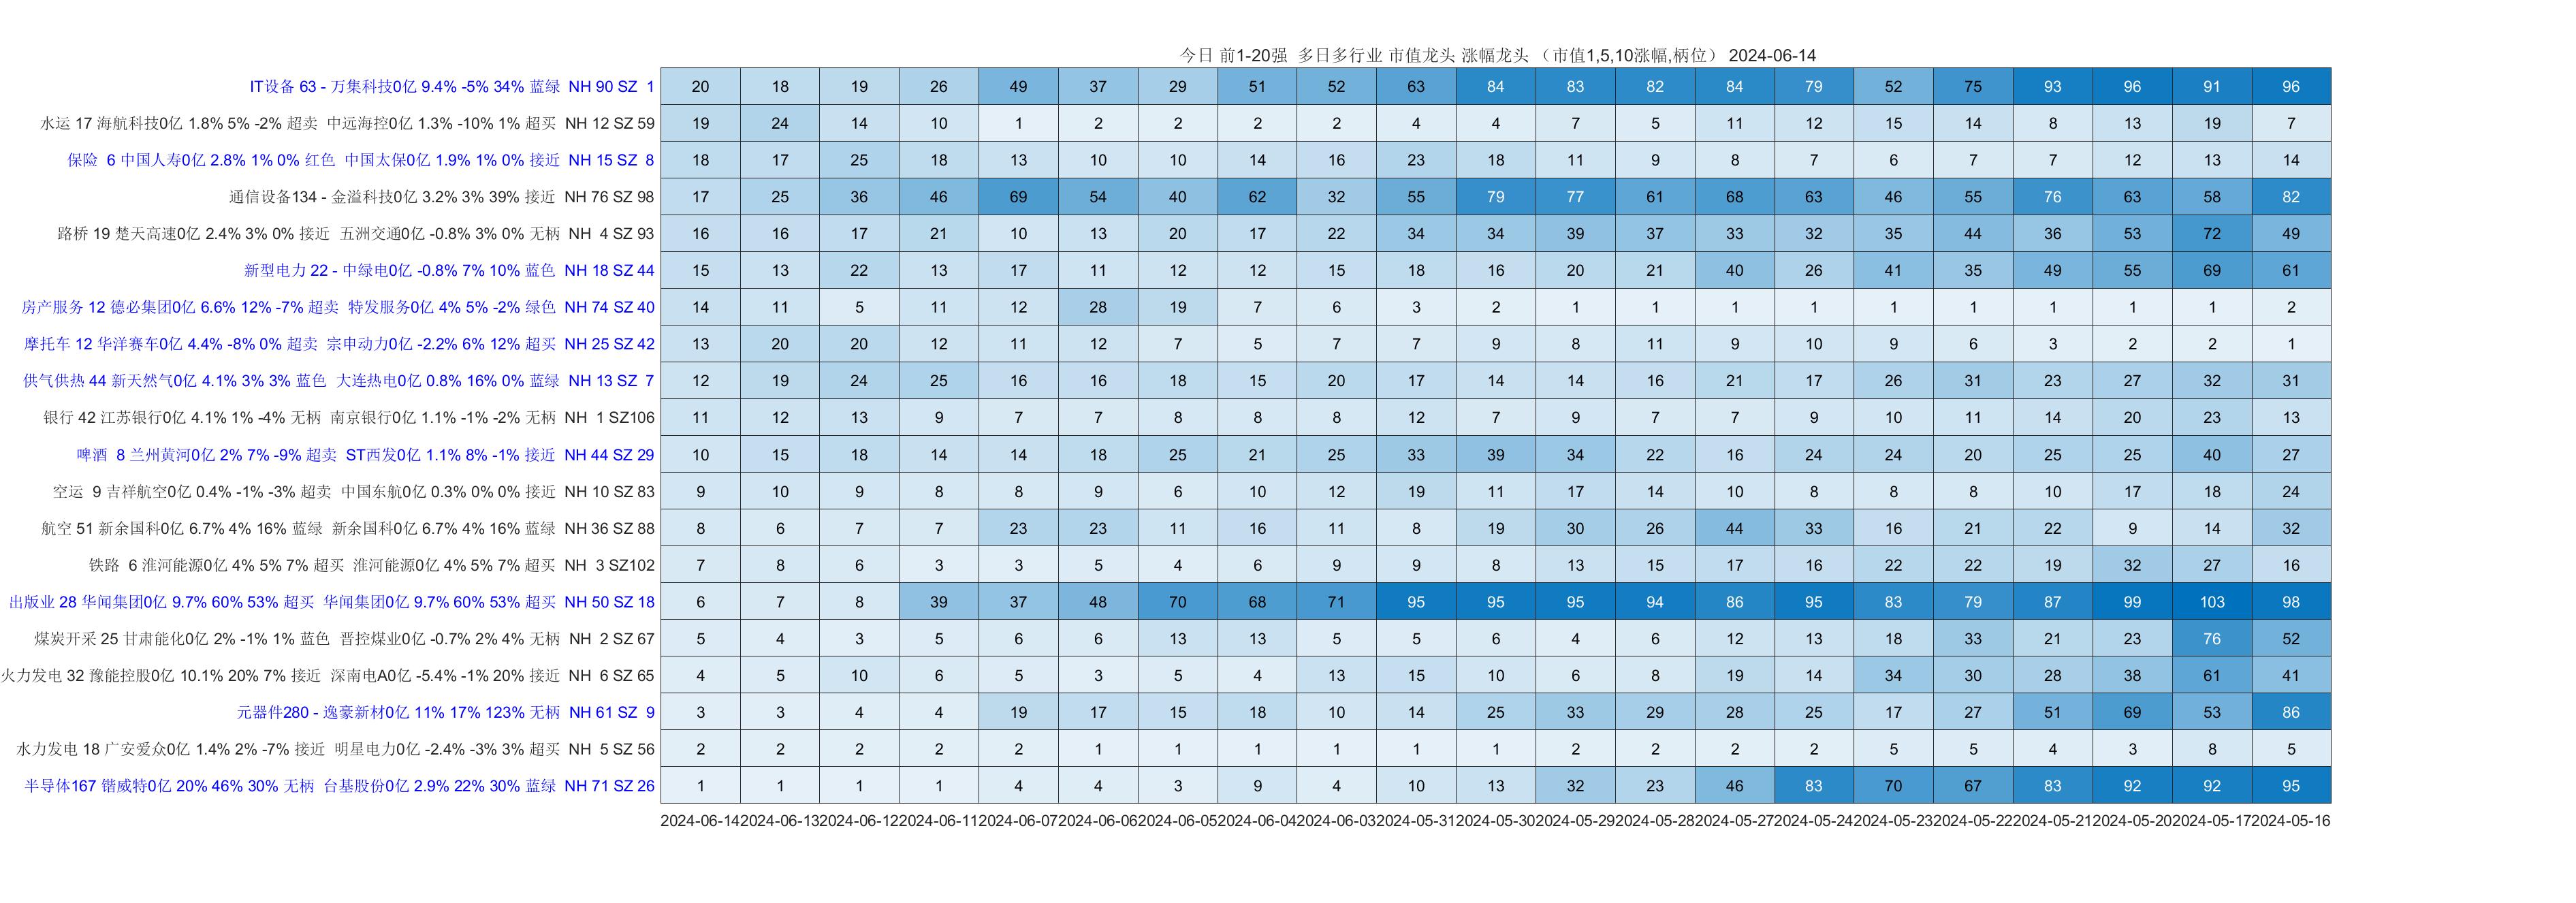 今日 前1-20强 多日多行业 市值龙头 涨幅龙头 （市值1,5,10涨幅,柄位） 2024-06-14
IT设备 63 - 万集科技0亿 9.4% -5% 34% 蓝绿 NH 90 SZ 1 20 18 19 26 49 37 29 51 52 63 84 83 82 84 79 52 75 93 96 91 96
水运 17 海航科技0亿 1.8% 5% -2% 超卖 中远海控0亿 1.3% -10% 1% 超买 NH 12 SZ 59 19 24 14 10 1 2 2 2 2 4 4 7 5 11 12 15 14 8 13 19 7
保险 6 中国人寿0亿 2.8% 1% 0% 红色 中国太保0亿 1.9% 1% 0% 接近 NH 15 SZ 8 18 17 25 18 13 10 10 14 16 23 18 11 9 8 7 6 7 7 12 13 14
通信设备134 - 金溢科技0亿 3.2% 3% 39% 接近 NH 76 SZ 98 17 25 36 46 69 54 40 62 32 55 79 77 61 68 63 46 55 76 63 58 82
路桥 19 楚天高速0亿 2.4% 3% 0% 接近 五洲交通0亿 -0.8% 3% 0% 无柄 NH 4 SZ 93 16 16 17 21 10 13 20 17 22 34 34 39 37 33 32 35 44 36 53 72 49
新型电力 22 - 中绿电0亿 -0.8% 7% 10% 蓝色 NH 18 SZ 44 15 13 22 13 17 11 12 12 15 18 16 20 21 40 26 41 35 49 55 69 61
房产服务 12 德必集团0亿 6.6% 12% -7% 超卖 特发服务0亿 4% 5% -2% 绿色 NH 74 SZ 40 14 11 5 11 12 28 19 7 6 3 2 1 1 1 1 1 1 1 1 1 2
摩托车 12 华洋赛车0亿 4.4% -8% 0% 超卖 宗申动力0亿 -2.2% 6% 12% 超买 NH 25 SZ 42 13 20 20 12 11 12 7 5 7 7 9 8 11 9 10 9 6 3 2 2 1
供气供热 44 新天然气0亿 4.1% 3% 3% 蓝色 大连热电0亿 0.8% 16% 0% 蓝绿 NH 13 SZ 7 12 19 24 25 16 16 18 15 20 17 14 14 16 21 17 26 31 23 27 32 31
银行 42 江苏银行0亿 4.1% 1% -4% 无柄 南京银行0亿 1.1% -1% -2% 无柄 NH 1 SZ106 11 12 13 9 7 7 8 8 8 12 7 9 7 7 9 10 11 14 20 23 13
啤酒 8 兰州黄河0亿 2% 7% -9% 超卖 ST西发0亿 1.1% 8% -1% 接近 NH 44 SZ 29 10 15 18 14 14 18 25 21 25 33 39 34 22 16 24 24 20 25 25 40 27
空运 9 吉祥航空0亿 0.4% -1% -3% 超卖 中国东航0亿 0.3% 0% 0% 接近 NH 10 SZ 83 9 10 9 8 8 9 6 10 12 19 11 17 14 10 8 8 8 10 17 18 24
航空 51 新余国科0亿 6.7% 4% 16% 蓝绿 新余国科0亿 6.7% 4% 16% 蓝绿 NH 36 SZ 88 8 6 7 7 23 23 11 16 11 8 19 30 26 44 33 16 21 22 9 14 32
铁路 6 淮河能源0亿 4% 5% 7% 超买 淮河能源0亿 4% 5% 7% 超买 NH 3 SZ102 7 8 6 3 3 5 4 6 9 9 8 13 15 17 16 22 22 19 32 27 16
出版业 28 华闻集团0亿 9.7% 60% 53% 超买 华闻集团0亿 9.7% 60% 53% 超买 NH 50 SZ 18 6 7 8 39 37 48 70 68 71 95 95 95 94 86 95 83 79 87 99 103 98
煤炭开采 25 甘肃能化0亿 2% -1% 1% 蓝色 晋控煤业0亿 -0.7% 2% 4% 无柄 NH 2 SZ 67 5 4 3 5 6 6 13 13 5 5 6 4 6 12 13 18 33 21 23 76 52
火力发电 32 豫能控股0亿 10.1% 20% 7% 接近 深南电A0亿 -5.4% -1% 20% 接近 NH 6 SZ 65 4 5 10 6 5 3 5 4 13 15 10 6 8 19 14 34 30 28 38 61 41
元器件280 - 逸豪新材0亿 11% 17% 123% 无柄 NH 61 SZ 9 3 3 4 4 19 17 15 18 10 14 25 33 29 28 25 17 27 51 69 53 86
水力发电 18 广安爱众0亿 1.4% 2% -7% 接近 明星电力0亿 -2.4% -3% 3% 超买 NH 5 SZ 56 2 2 2 2 2 1 1 1 1 1 1 2 2 2 2 5 5 4 3 8 5
半导体167 锴威特0亿 20% 46% 30% 无柄 台基股份0亿 2.9% 22% 30% 蓝绿 NH 71 SZ 26 1 1 1 1 4 4 3 9 4 10 13 32 23 46 83 70 67 83 92 92 95
2024-06-14 2024-06-13 2024-06-12 2024-06-11 2024-06-07 2024-06-06 2024-06-05 2024-06-04 2024-06-03 2024-05-31 2024-05-30 2024-05-29 2024-05-28 2024-05-27 2024-05-24 2024-05-23 2024-05-22 2024-05-21 2024-05-20 2024-05-17 2024-05-16